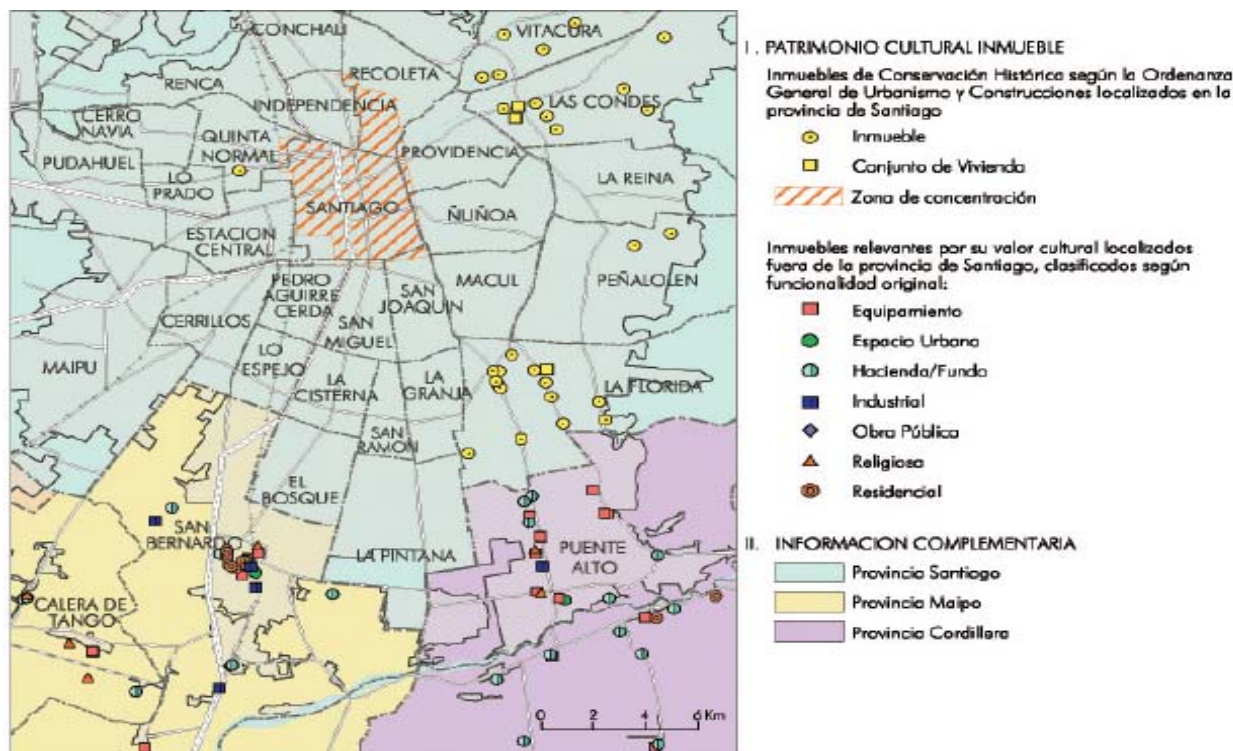 CONCHALI
VITACURA
RENCA
RECOLETA
INDEPENDENCIA
LAS CONDES
CERRO
NAVIA
QUINTA
NORMAL
PUDAHUEL
PROVIDENCIA
LO
PRADO
LA REINA
SANTIAGO
ÑUÑOA
ESTACION
CENTRAL
PEDRO
AGUIRRE
CERDA
SAN
JOAQUIN
MACUL
PEÑALOLEN
CERRILLOS
SAN
MIGUEL
LO
ESPEJO
MAIPU
LA
CISTERNA
LA
GRANJA
LA FLORIDA
SAN
RAMON
EL
BOSQUE
SAN
BERNARDO
LA PINTANA
PUENTE
ALTO
CALERA DE
TANGO
0 2 4 6 Km
I. PATRIMONIO CULTURAL INMUEBLE
Inmuebles de Conservación Histórica según la Ordenanza
General de Urbanismo y Construcciones localizados en la
provincia de Santiago
Inmueble
Conjunto de Vivienda
Zona de concentración
Inmuebles relevantes por su valor cultural localizados
fuera de la provincia de Santiago, clasificados según
funcionalidad original:
Equipamiento
Espacio Urbano
Hacienda/Fundo
Industrial
Obra Pública
Religioso
Residencial
II. INFORMACION COMPLEMENTARIA
Provincia Santiago
Provincia Maipo
Provincia Cordillera